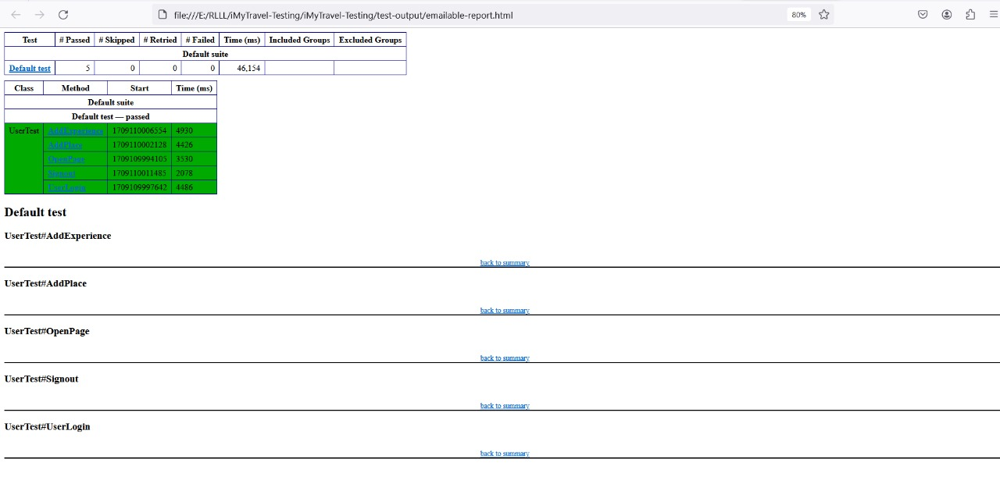 file:///E:/RLLL/iMyTravel-Testing/iMyTravel-Testing/test-output/emailable-report.html 80%
Test # Passed # Skipped # Retried # Failed Time (ms) Included Groups Excluded Groups
Default suite
Default test 5 0 0 0 46,154
Class Method Start Time (ms)
Default suite
Default test — passed
UserTest AddExperience 1709110006554 4930
AddPlace 1709110002128 4426
OpenPage 1709109994105 3530
Signout 1709110011485 2078
UserLogin 1709109997642 4486
Default test
UserTest#AddExperience
back to summary
UserTest#AddPlace
back to summary
UserTest#OpenPage
back to summary
UserTest#Signout
back to summary
UserTest#UserLogin
back to summary